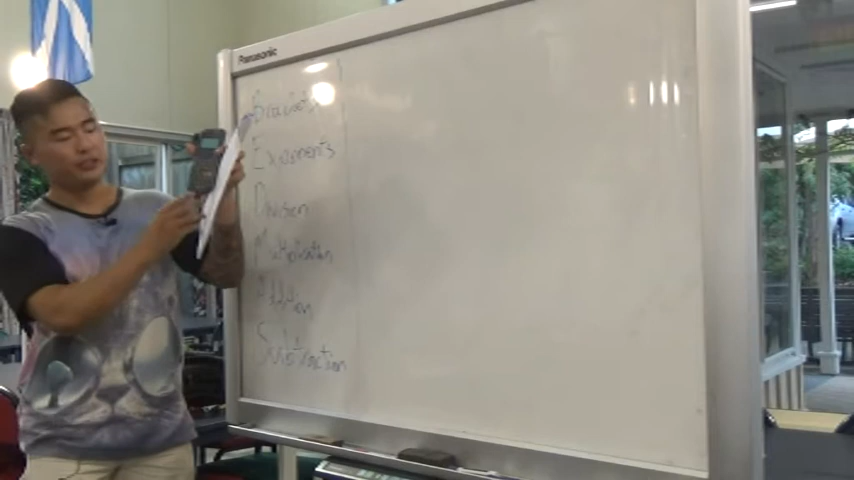 Panasonic
Brackets
Exponents
Division
Multiplication
Addition
Subtraction